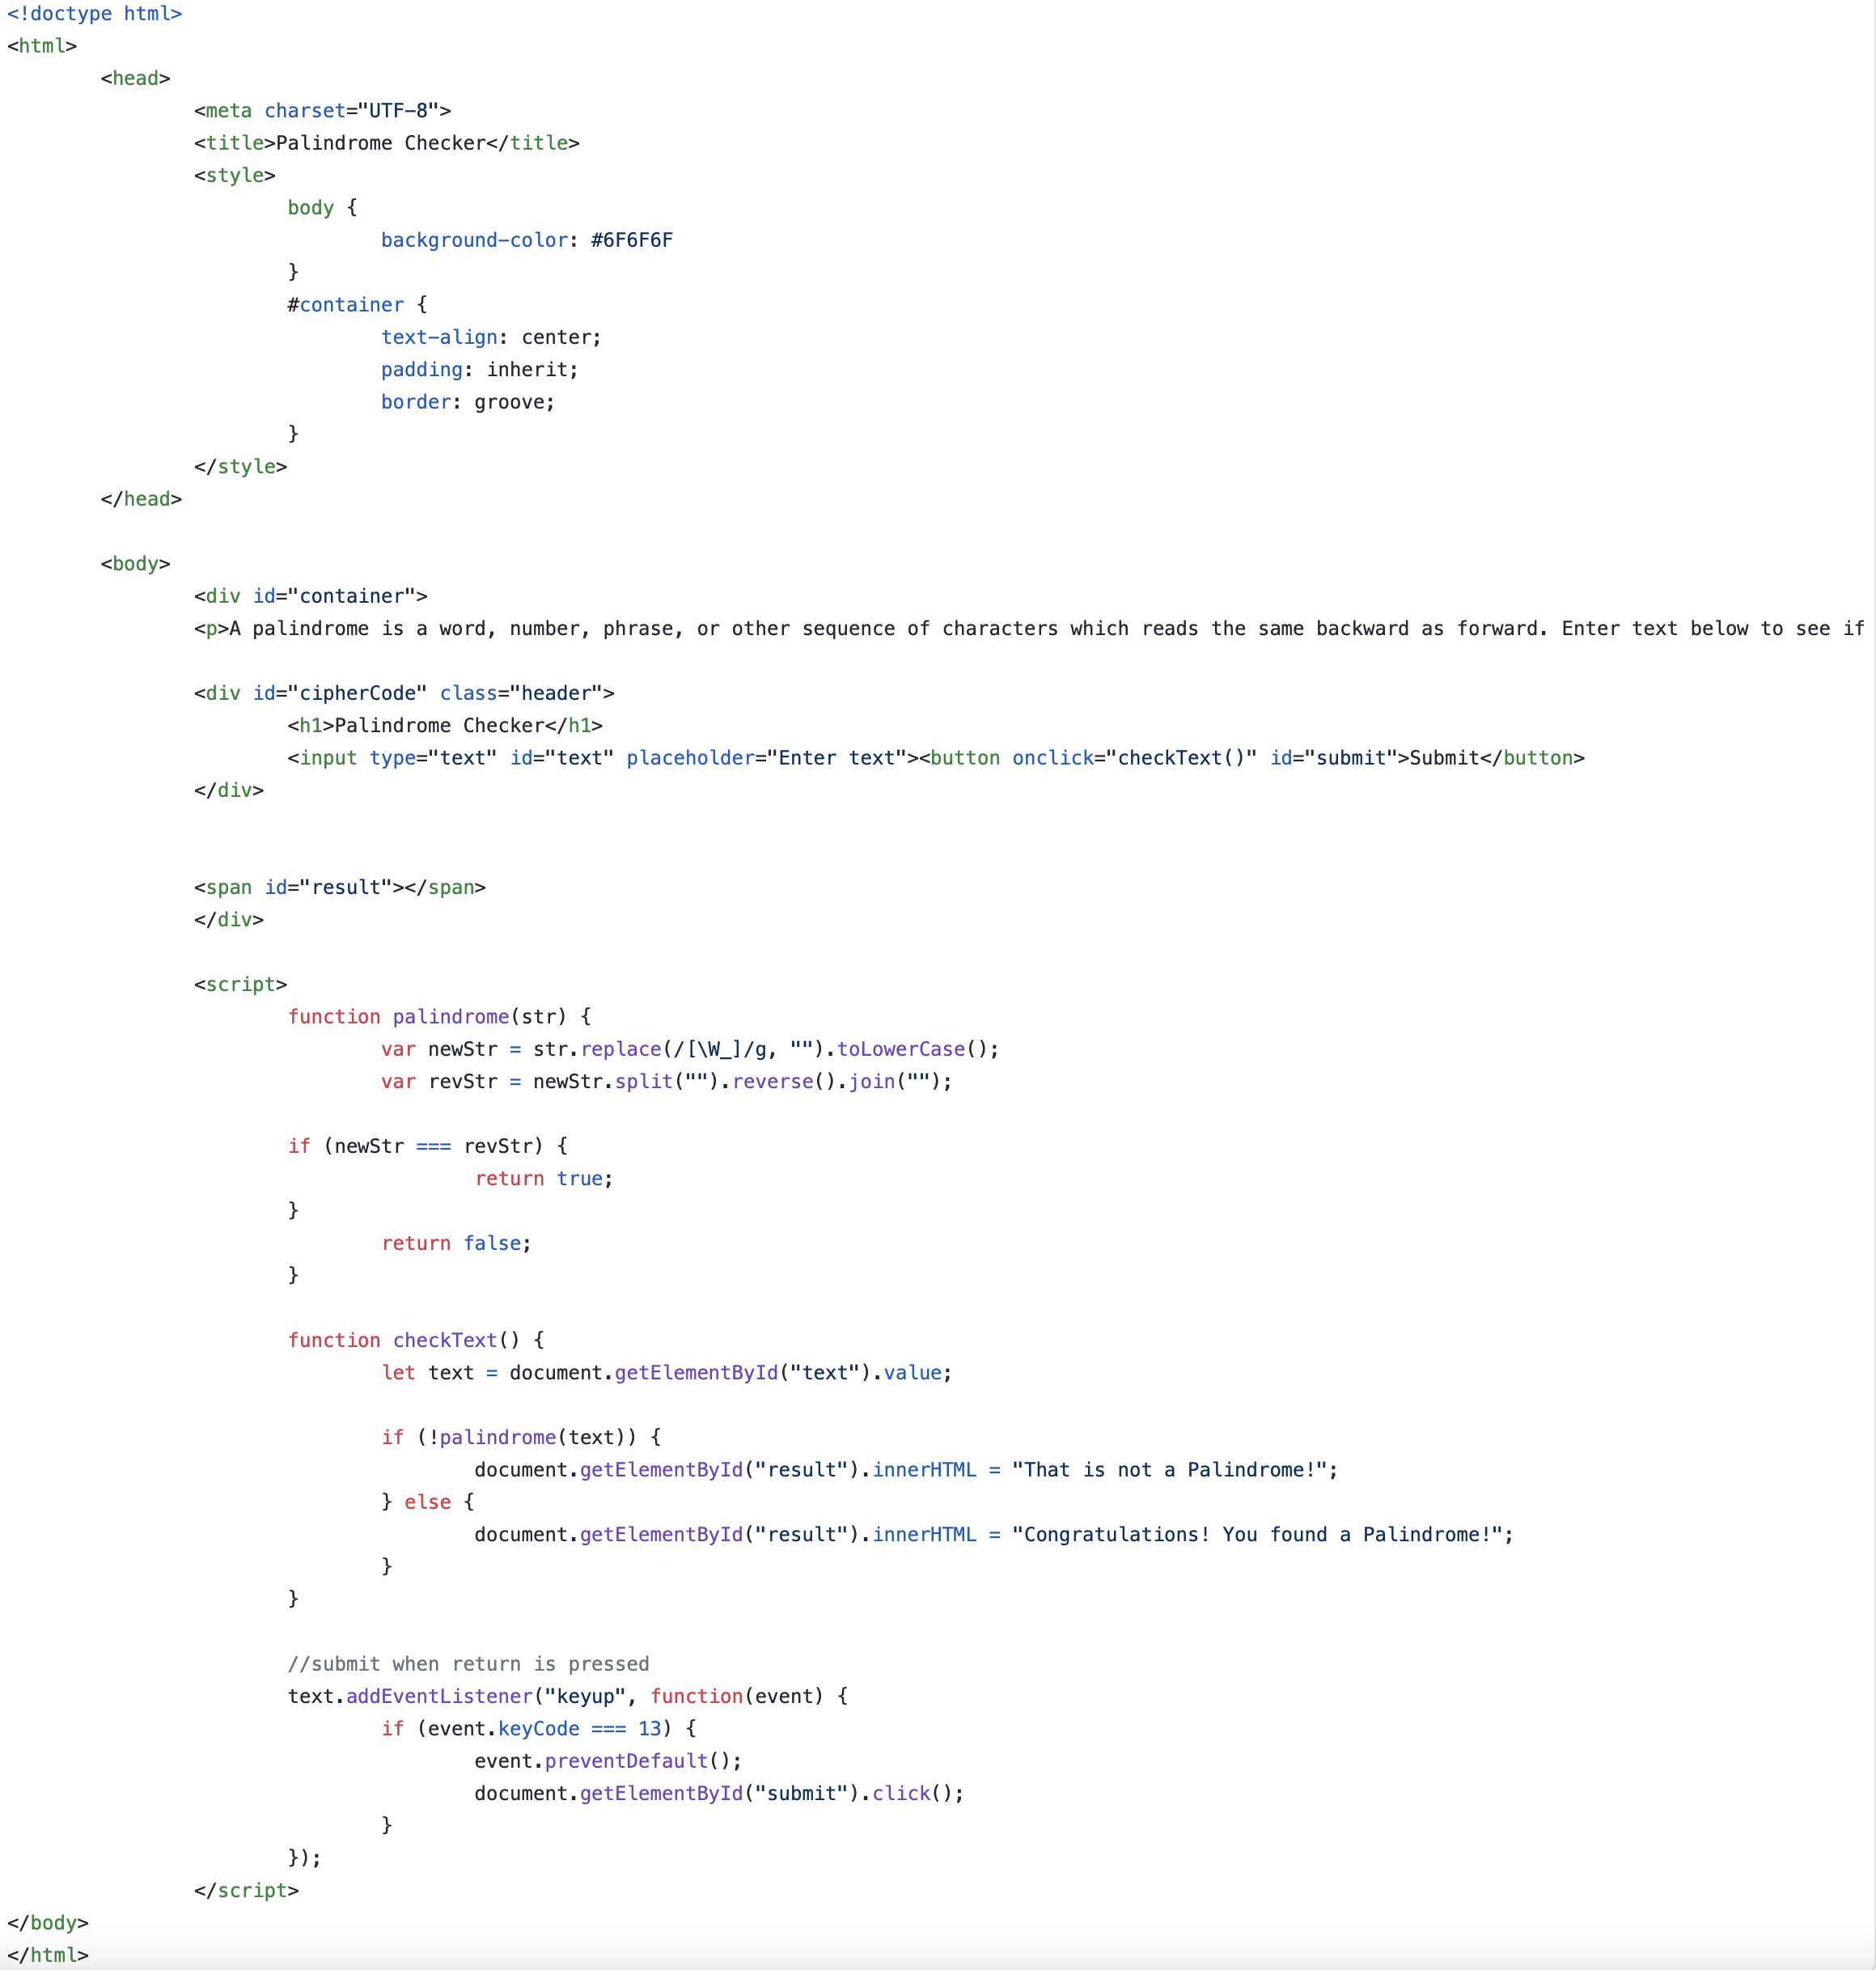 <!doctype html>
<html>
<head>
<meta charset="UTF-8">
<title>Palindrome Checker</title>
<style>
body {
background-color: #6F6F6F
}
#container {
text-align: center;
padding: inherit;
border: groove;
}
</style>
</head>
<body>
<div id="container">
<p>A palindrome is a word, number, phrase, or other sequence of characters which reads the same backward as forward. Enter text below to see if
<div id="cipherCode" class="header">
<h1>Palindrome Checker</h1>
<input type="text" id="text" placeholder="Enter text"><button onclick="checkText()" id="submit">Submit</button>
</div>
<span id="result"></span>
</div>
<script>
function palindrome(str) {
var newStr = str.replace(/[\W_]/g, "").toLowerCase();
var revStr = newStr.split("").reverse().join("");
if (newStr === revStr) {
return true;
}
return false;
}
function checkText() {
let text = document.getElementById("text").value;
if (!palindrome(text)) {
document.getElementById("result").innerHTML = "That is not a Palindrome!";
} else {
document.getElementById("result").innerHTML = "Congratulations! You found a Palindrome!";
}
}
//submit when return is pressed
text.addEventListener("keyup", function(event) {
if (event.keyCode === 13) {
event.preventDefault();
document.getElementById("submit").click();
}
});
</script>
</body>
</html>